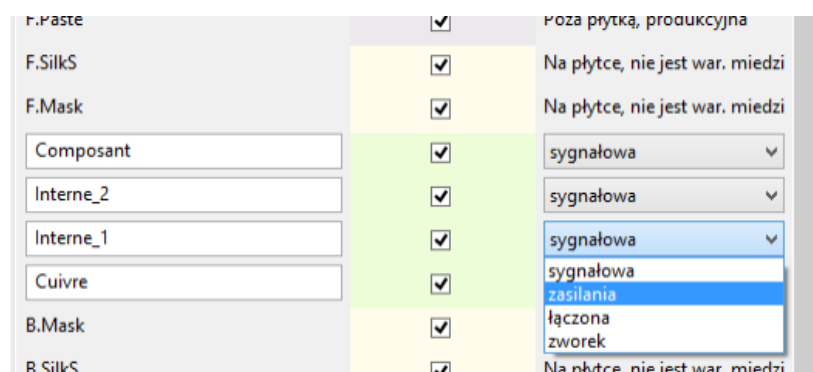 F.Paste Poza płytką, produkcyjna
F.SilkS Na płytce, nie jest war. miedzi
F.Mask Na płytce, nie jest war. miedzi
Composant sygnałowa
Interne_2 sygnałowa
Interne_1 sygnałowa
sygnałowa
Cuivre
zasilania
łączona
B.Mask
zworek
B.SilkS Na płytce, nie jest war. miedzi